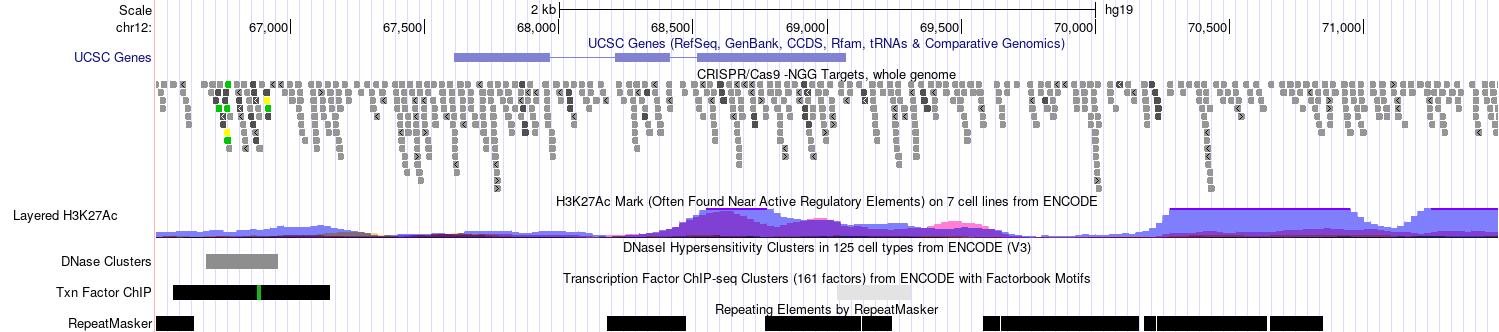 Scale 2 kb hg19
chr12: 67,000 67,500 68,000 68,500 69,000 69,500 70,000 70,500 71,000
UCSC Genes (RefSeq, GenBank, CCDS, Rfam, tRNAs & Comparative Genomics)
UCSC Genes
CRISPR/Cas9 -NGG Targets, whole genome
H3K27Ac Mark (Often Found Near Active Regulatory Elements) on 7 cell lines from ENCODE
Layered H3K27Ac
DNaseI Hypersensitivity Clusters in 125 cell types from ENCODE (V3)
DNase Clusters
Transcription Factor ChIP-seq Clusters (161 factors) from ENCODE with Factorbook Motifs
Txn Factor ChIP
Repeating Elements by RepeatMasker
RepeatMasker